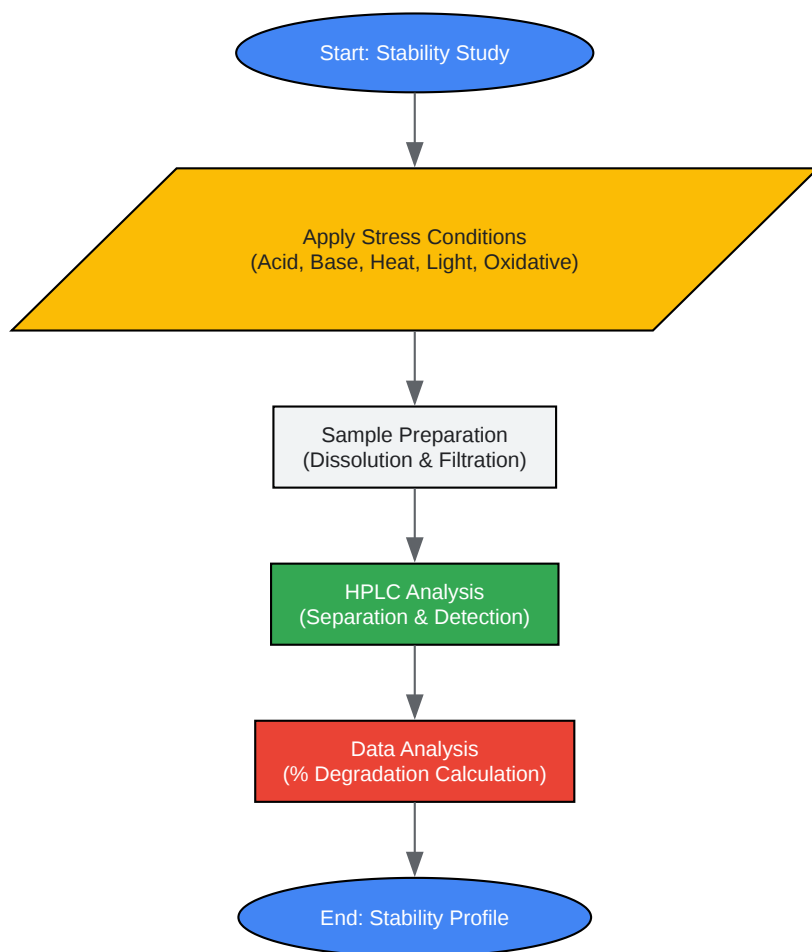 Start: Stability Study
Apply Stress Conditions
(Acid, Base, Heat, Light, Oxidative)
Sample Preparation
(Dissolution & Filtration)
HPLC Analysis
(Separation & Detection)
Data Analysis
(% Degradation Calculation)
End: Stability Profile